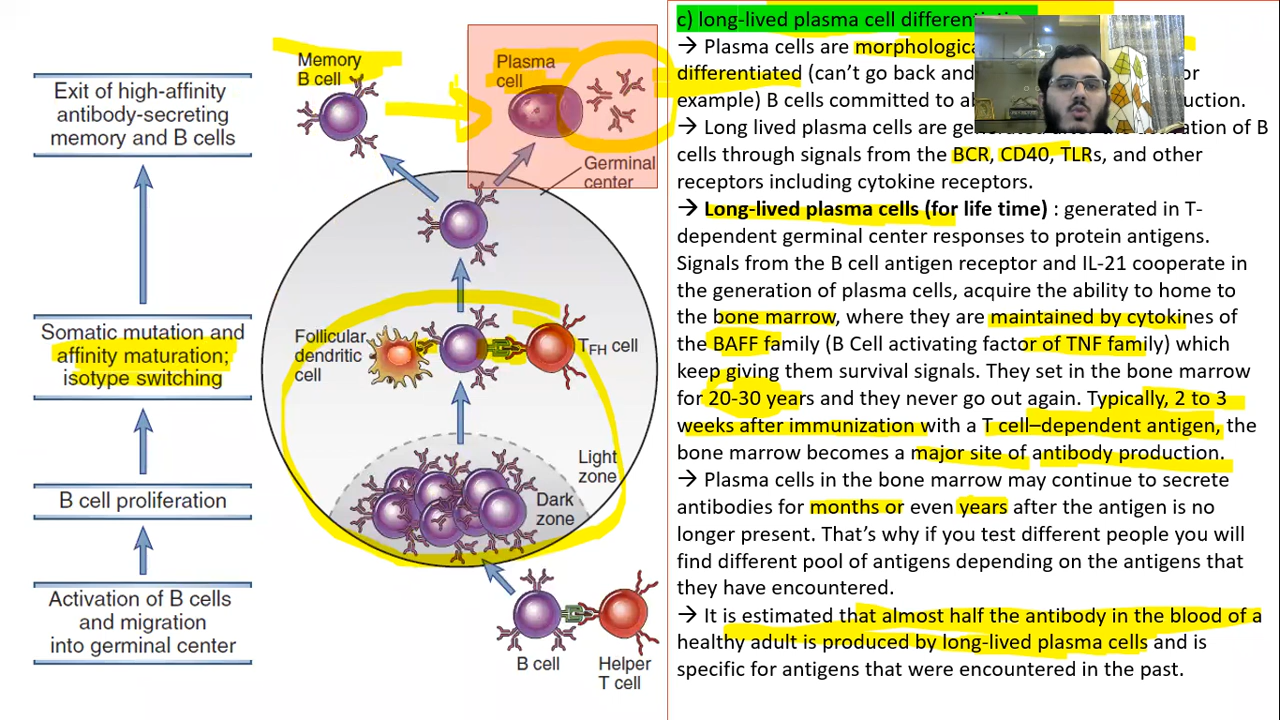 Exit of high-affinity
antibody-secreting
memory and B cells
Somatic mutation and
affinity maturation;
isotype switching
B cell proliferation
Activation of B cells
and migration
into germinal center
Memory
B cell
Plasma
cell
Germinal
center
Follicular
dendritic
cell
TFH cell
Light
zone
Dark
zone
B cell
Helper
T cell
c) long-lived plasma cell
→ Plasma cells are
differentiated (can't go back and or
example) B cells committed to
→ Long lived plasma cells are of B
cells through signals from the BCR, CD40, TLRs, and other
receptors including cytokine receptors.
→ Long-lived plasma cells (for life time) : generated in T-
dependent germinal center responses to protein antigens.
Signals from the B cell antigen receptor and IL-21 cooperate in
the generation of plasma cells, acquire the ability to home to
the bone marrow, where they are maintained by cytokines of
the BAFF family (B Cell activating factor of TNF family) which
keep giving them survival signals. They set in the bone marrow
for 20-30 years and they never go out again. Typically, 2 to 3
weeks after immunization with a T cell–dependent antigen, the
bone marrow becomes a major site of antibody production.
→ Plasma cells in the bone marrow may continue to secrete
antibodies for months or even years after the antigen is no
longer present. That's why if you test different people you will
find different pool of antigens depending on the antigens that
they have encountered.
→ It is estimated that almost half the antibody in the blood of a
healthy adult is produced by long-lived plasma cells and is
specific for antigens that were encountered in the past.